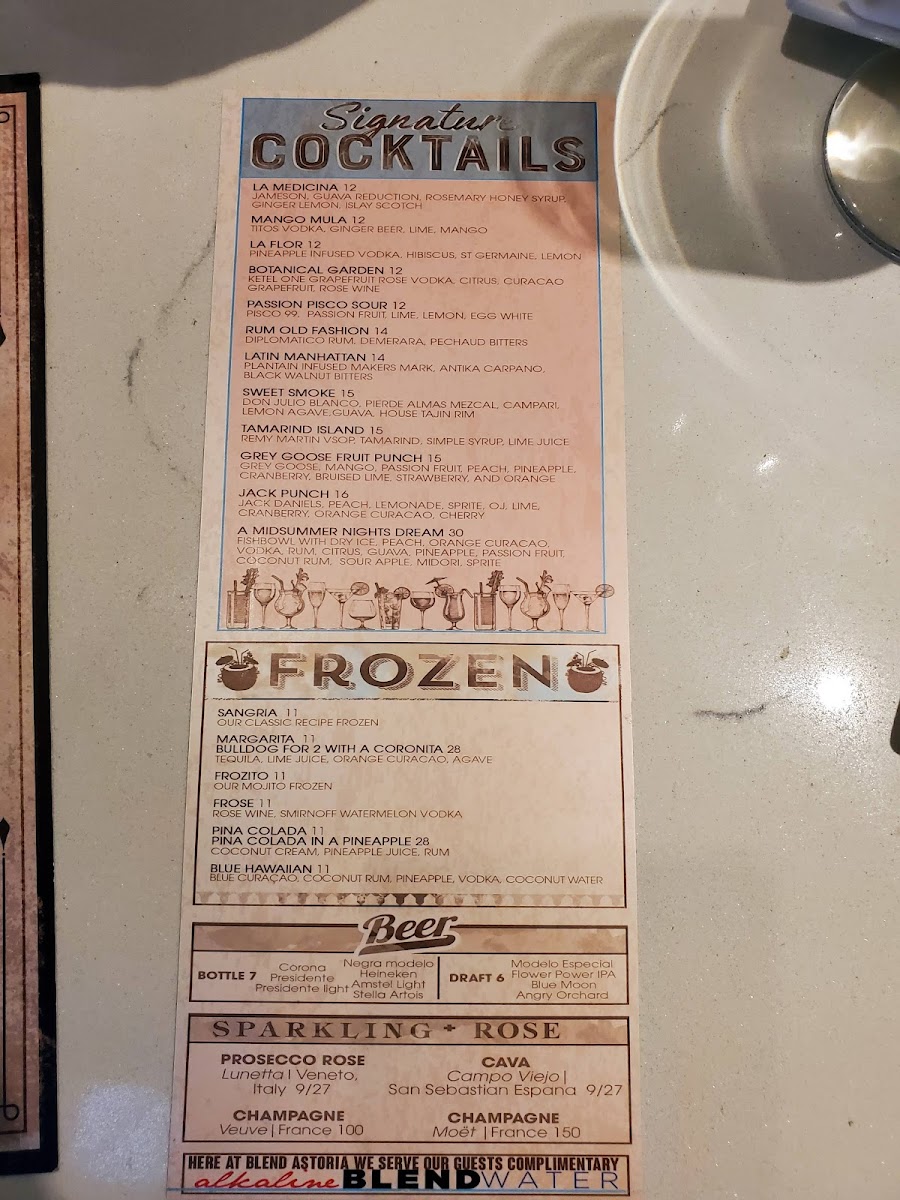 Signature
COCKTAILS
LA MEDICINA 12
JAMESON, GUAVA REDUCTION, ROSEMARY HONEY SYRUP,
GINGER LEMON, ISLAY SCOTCH
MANGO MULA 12
TITOS VODKA, GINGER BEER, LIME, MANGO
LA FLOR 12
PINEAPPLE INFUSED VODKA, HIBISCUS, ST GERMAINE, LEMON
BOTANICAL GARDEN 12
KETEL ONE GRAPEFRUIT ROSE VODKA, CITRUS, CURACAO
GRAPEFRUIT, ROSE WINE
PASSION PISCO SOUR 12
PISCO 99, PASSION FRUIT, LIME, LEMON, EGG WHITE
RUM OLD FASHION 14
DIPLOMATICO RUM, DEMERARA, PECHAUD BITTERS
LATIN MANHATTAN 14
PLANTAIN INFUSED MAKERS MARK, ANTIKA CARPANO,
BLACK WALNUT BITTERS
SWEET SMOKE 15
DON JULIO BLANCO, PIERDE ALMAS MEZCAL, CAMPARI,
LEMON AGAVE,GUAVA, HOUSE TAJIN RIM
TAMARIND ISLAND 15
REMY MARTIN VSOP, TAMARIND, SIMPLE SYRUP, LIME JUICE
GREY GOOSE FRUIT PUNCH 15
GREY GOOSE, MANGO, PASSION FRUIT, PEACH, PINEAPPLE,
CRANBERRY, BRUISED LIME, STRAWBERRY, AND ORANGE
JACK PUNCH 16
JACK DANIELS, PEACH, LEMONADE, SPRITE, OJ, LIME,
CRANBERRY, ORANGE CURACAO, CHERRY
A MIDSUMMER NIGHTS DREAM 30
FISHBOWL WITH DRY ICE, PEACH, ORANGE CURACAO,
VODKA, RUM, CITRUS, GUAVA, PINEAPPLE, PASSION FRUIT,
COCONUT RUM, SOUR APPLE, MIDORI, SPRITE
FROZEN
SANGRIA 11
OUR CLASSIC RECIPE FROZEN
MARGARITA 11
BULLDOG FOR 2 WITH A CORONITA 28
TEQUILA, LIME JUICE, ORANGE CURACAO, AGAVE
FROZITO 11
OUR MOJITO FROZEN
FROSE 11
ROSE WINE, SMIRNOFF WATERMELON VODKA
PINA COLADA 11
PINA COLADA IN A PINEAPPLE 28
COCONUT CREAM, PINEAPPLE JUICE, RUM
BLUE HAWAIIAN 11
BLUE CURAÇAO, COCONUT RUM, PINEAPPLE, VODKA, COCONUT WATER
Beer
BOTTLE 7
Corona
Presidente
Presidente light
Negra modelo
Heineken
Amstel Light
Stella Artois
DRAFT 6
Modelo Especial
Flower Power IPA
Blue Moon
Angry Orchard
SPARKLING + ROSE
PROSECCO ROSE
Lunetta | Veneto,
Italy 9/27
CAVA
Campo Viejo |
San Sebastian Espana 9/27
CHAMPAGNE
Veuve | France 100
CHAMPAGNE
Moët | France 150
HERE AT BLEND ASTORIA WE SERVE OUR GUESTS COMPLIMENTARY
alkaline BLENDWATER